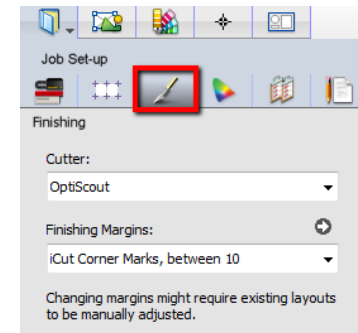 Job Set-up
Finishing
Cutter:
OptiScout
Finishing Margins:
iCut Corner Marks, between 10
Changing margins might require existing layouts
to be manually adjusted.